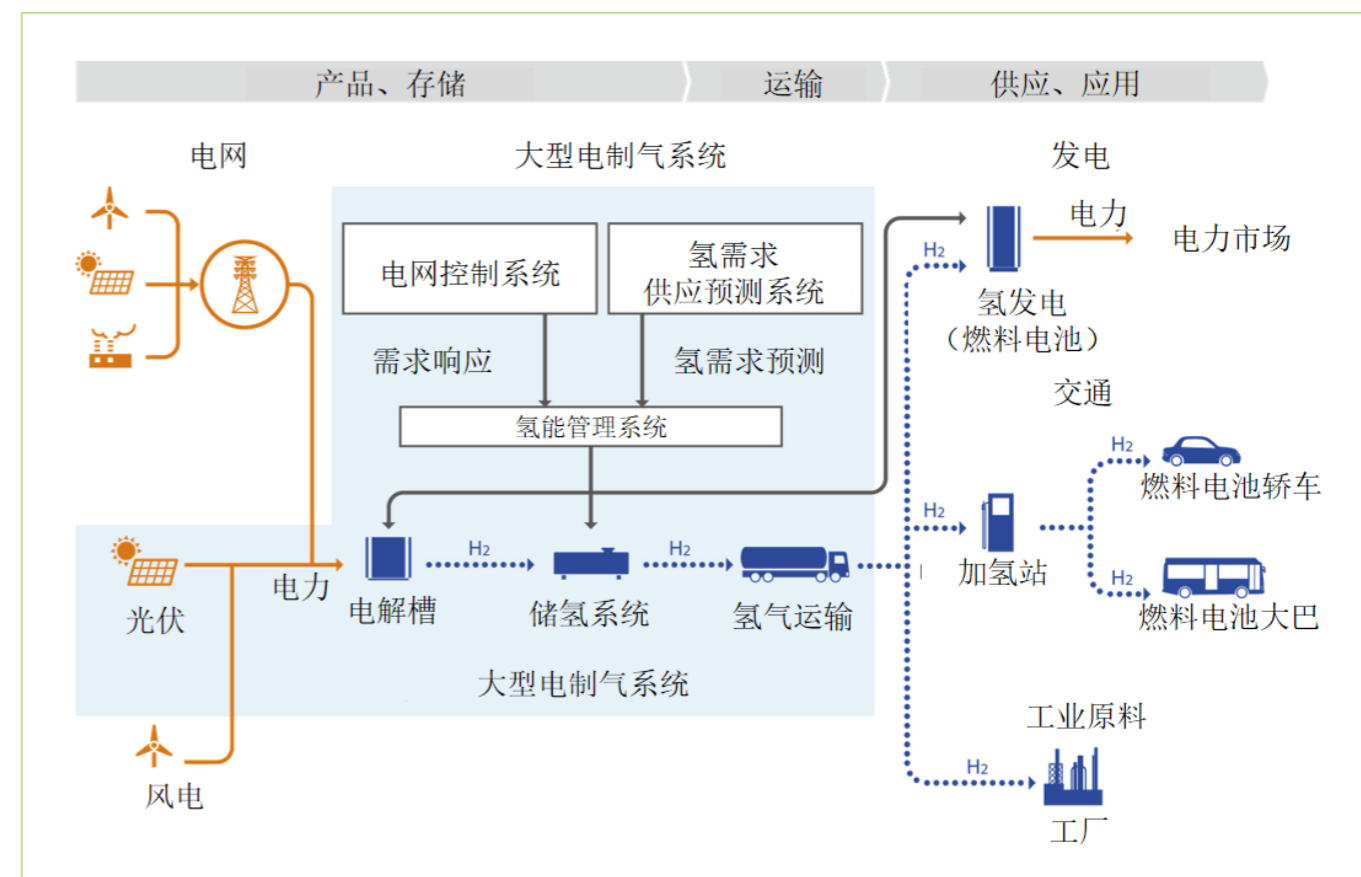 产品、存储
运输
供应、应用
电网
大型电制气系统
发电
电网控制系统
氢需求
供应预测系统
H2
电力
电力市场
氢发电
（燃料电池）
需求响应
氢需求预测
交通
氢能管理系统
H2
燃料电池轿车
H2
H2
H2
加氢站
H2
燃料电池大巴
光伏
电力
电解槽
储氢系统
氢气运输
大型电制气系统
工业原料
风电
H2
工厂